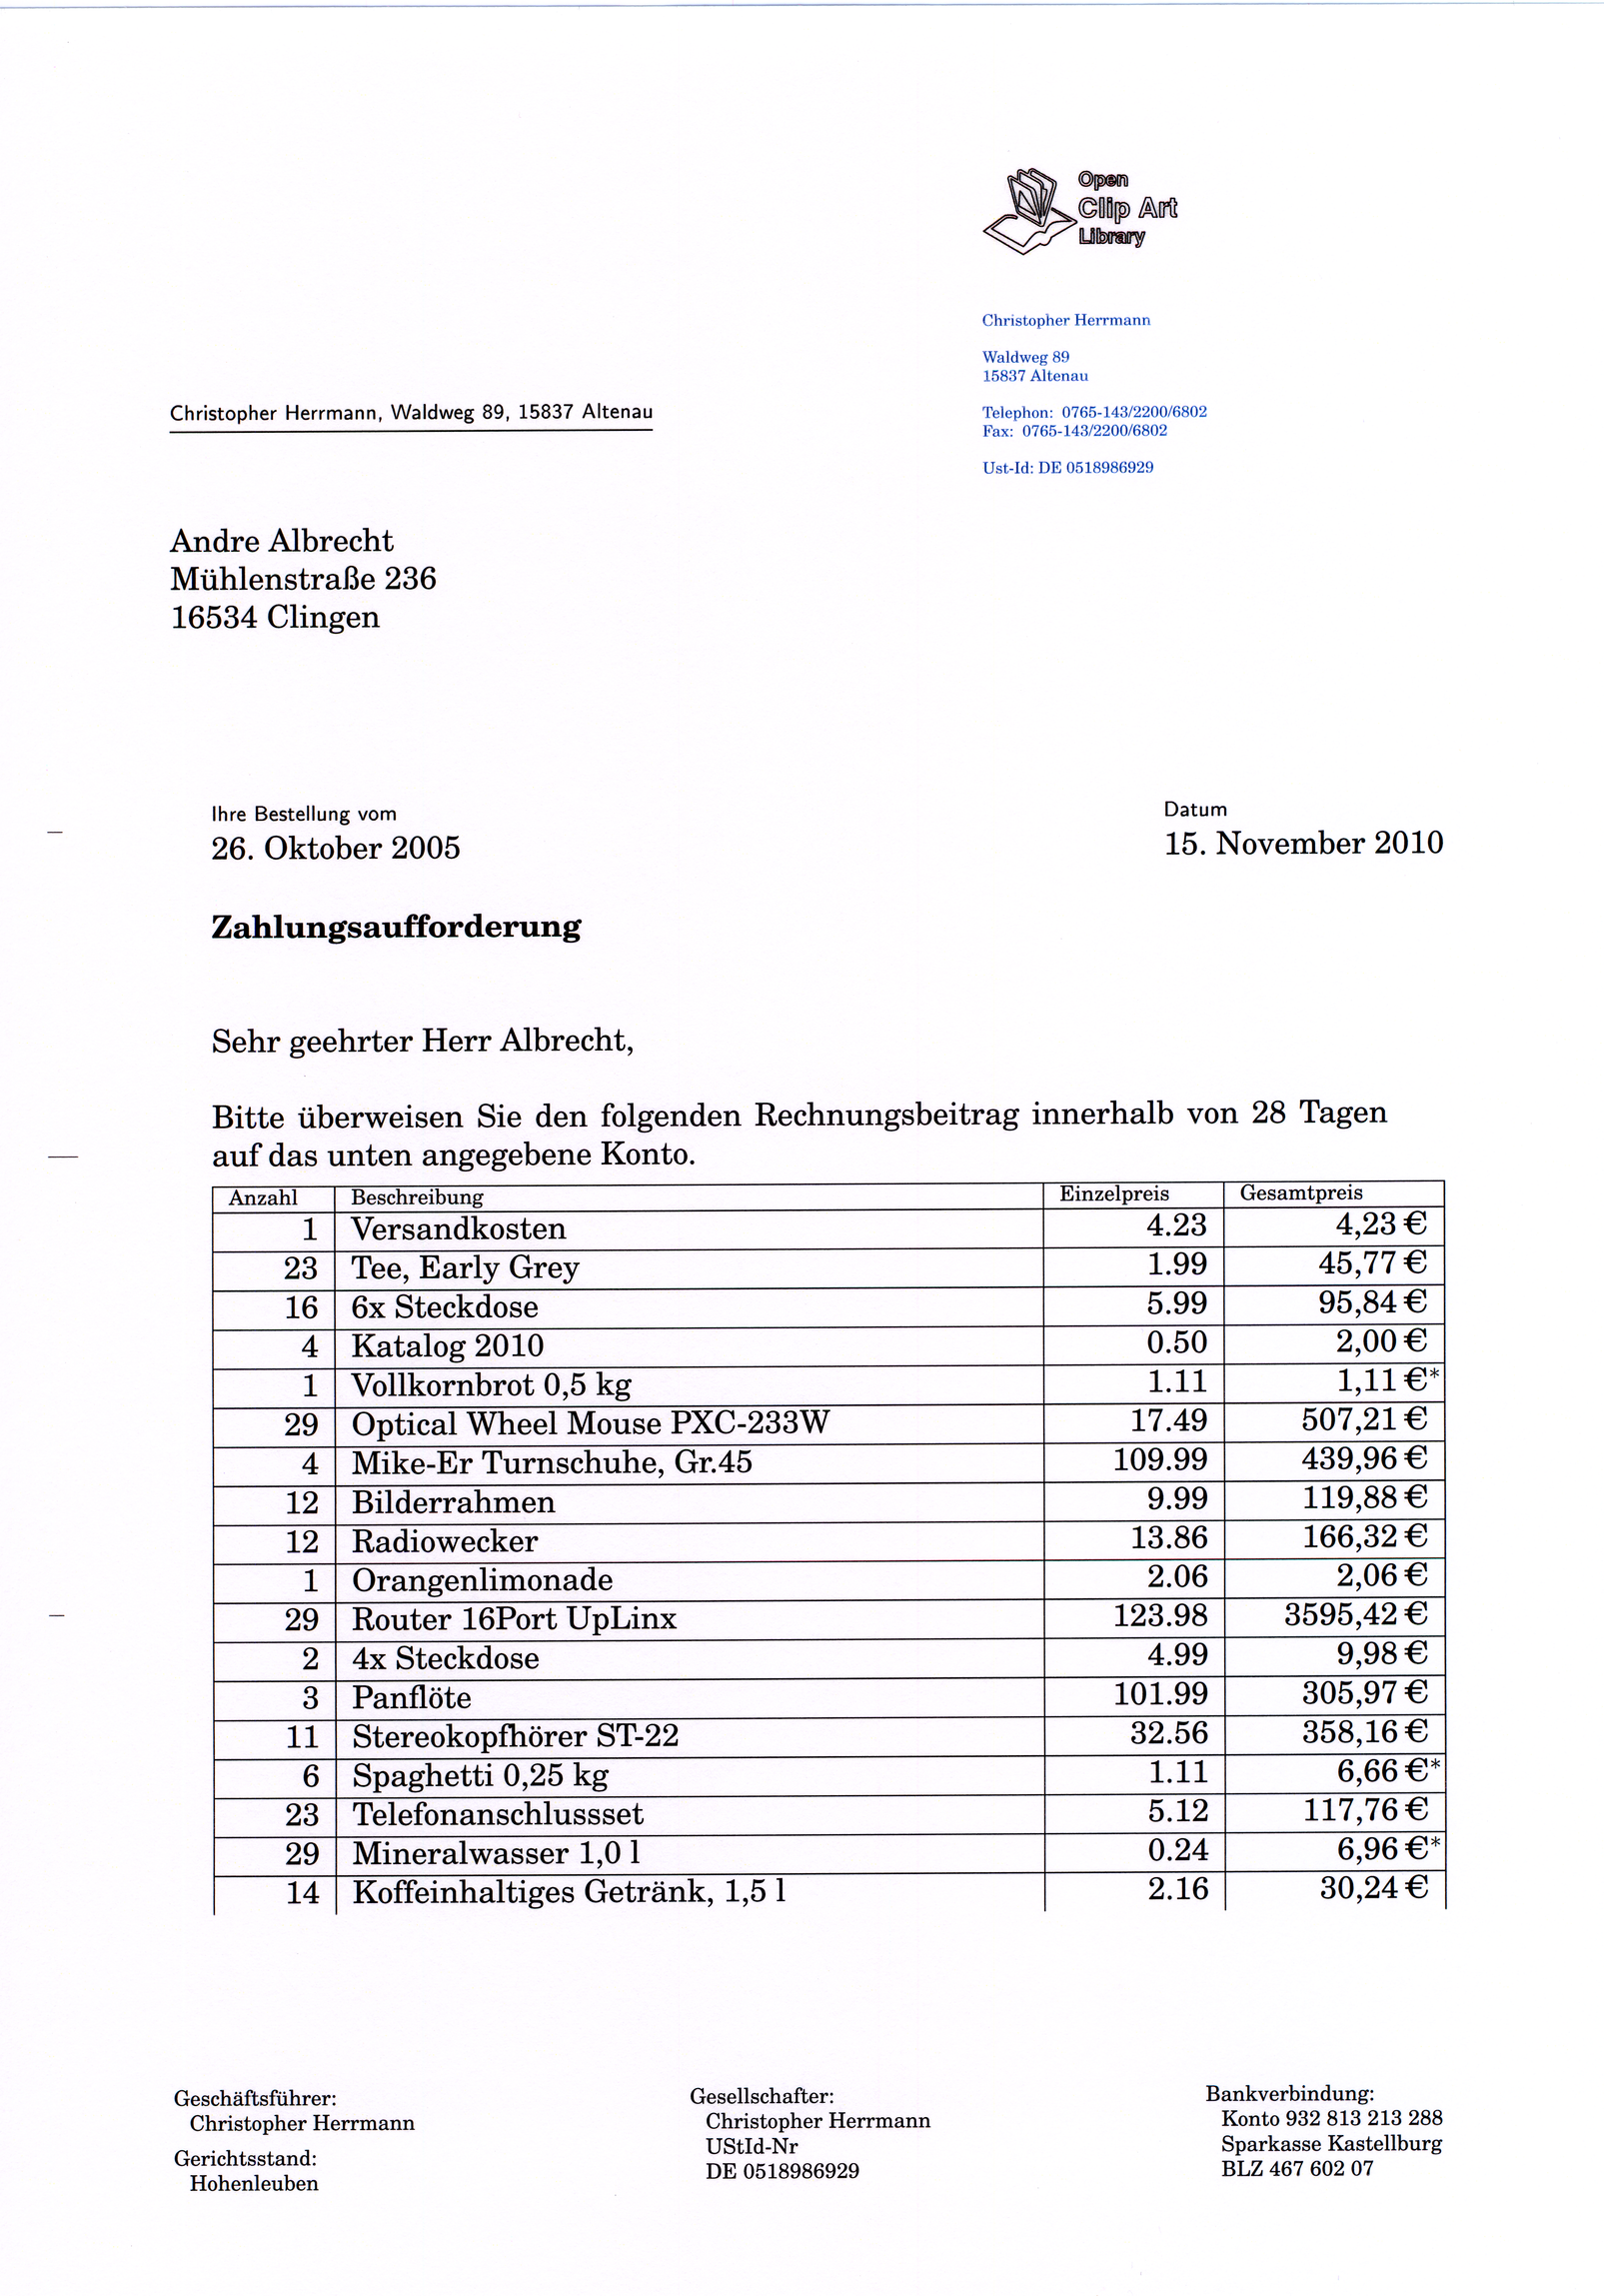 Open
Clip Art
Library
Christopher Herrmann
Waldweg 89
15837 Altenau
Telephon: 0765-143/2200/6802
Fax: 0765-143/2200/6802
Ust-Id: DE 0518986929
Christopher Herrmann, Waldweg 89, 15837 Altenau
Andre Albrecht
Mühlenstraße 236
16534 Clingen
Ihre Bestellung vom
26. Oktober 2005
Datum
15. November 2010
Zahlungsaufforderung
Sehr geehrter Herr Albrecht,
Bitte überweisen Sie den folgenden Rechnungsbeitrag innerhalb von 28 Tagen
auf das unten angegebene Konto.
Anzahl Beschreibung Einzelpreis Gesamtpreis
1 Versandkosten 4.23 4,23 €
23 Tee, Early Grey 1.99 45,77 €
16 6x Steckdose 5.99 95,84 €
4 Katalog 2010 0.50 2,00 €
1 Vollkornbrot 0,5 kg 1.11 1,11 €*
29 Optical Wheel Mouse PXC-233W 17.49 507,21 €
4 Mike-Er Turnschuhe, Gr.45 109.99 439,96 €
12 Bilderrahmen 9.99 119,88 €
12 Radiowecker 13.86 166,32 €
1 Orangenlimonade 2.06 2,06 €
29 Router 16Port UpLinx 123.98 3595,42 €
2 4x Steckdose 4.99 9,98 €
3 Panflöte 101.99 305,97 €
11 Stereokopfhörer ST-22 32.56 358,16 €
6 Spaghetti 0,25 kg 1.11 6,66 €*
23 Telefonanschlussset 5.12 117,76 €
29 Mineralwasser 1,0 l 0.24 6,96 €*
14 Koffeinhaltiges Getränk, 1,5 l 2.16 30,24 €
Geschäftsführer:
Christopher Herrmann
Gerichtsstand:
Hohenleuben
Gesellschafter:
Christopher Herrmann
UStId-Nr
DE 0518986929
Bankverbindung:
Konto 932 813 213 288
Sparkasse Kastellburg
BLZ 467 602 07